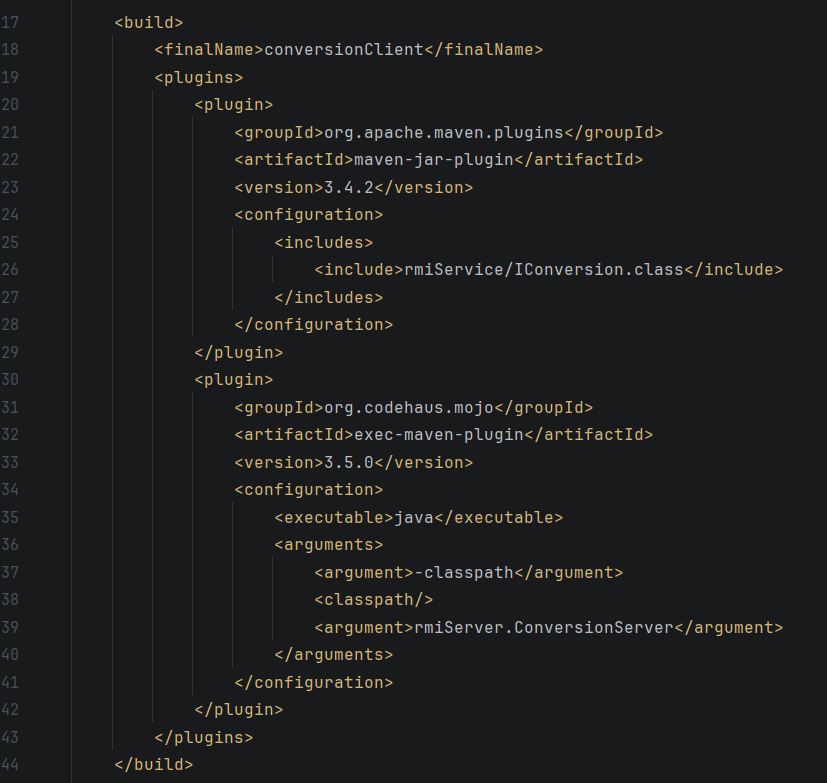 17 <build>
18 <finalName>conversionClient</finalName>
19 <plugins>
20 <plugin>
21 <groupId>org.apache.maven.plugins</groupId>
22 <artifactId>maven-jar-plugin</artifactId>
23 <version>3.4.2</version>
24 <configuration>
25 <includes>
26 <include>rmiService/IConversion.class</include>
27 </includes>
28 </configuration>
29 </plugin>
30 <plugin>
31 <groupId>org.codehaus.mojo</groupId>
32 <artifactId>exec-maven-plugin</artifactId>
33 <version>3.5.0</version>
34 <configuration>
35 <executable>java</executable>
36 <arguments>
37 <argument>-classpath</argument>
38 <classpath/>
39 <argument>rmiServer.ConversionServer</argument>
40 </arguments>
41 </configuration>
42 </plugin>
43 </plugins>
44 </build>